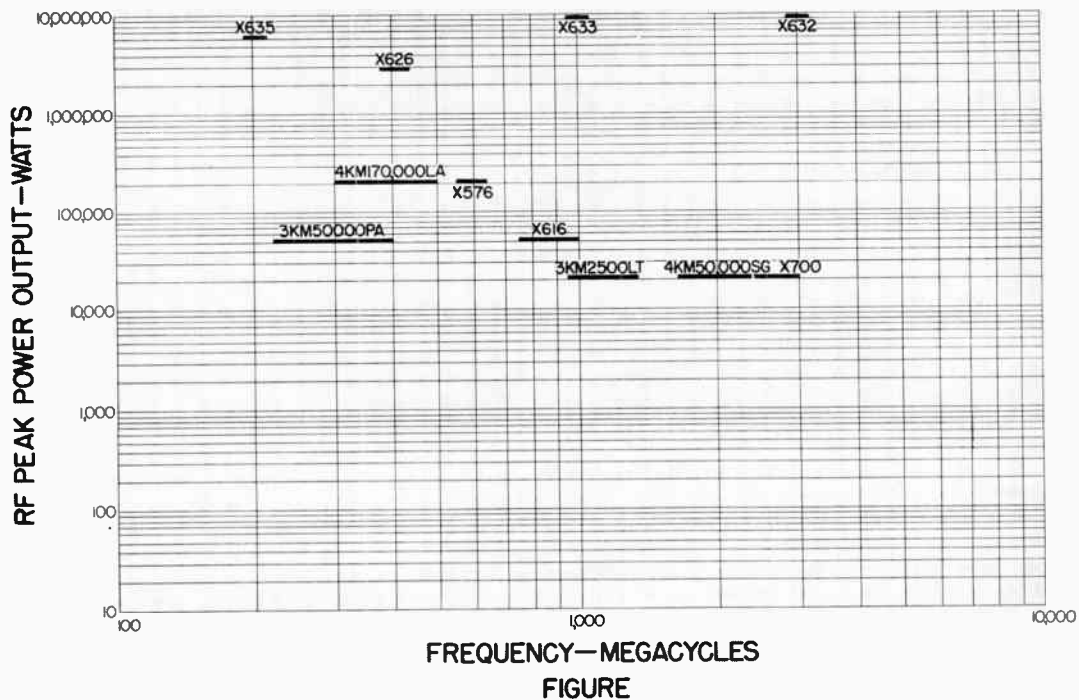 10,000,000
X635
X633
X632
X626
1,000,000
4KM170,000LA
X576
100,000
3KM50000PA
X616
3KM2500LT
4KM50,000SG
X700
10,000
1,000
100
10
100
1,000
10,000
RF PEAK POWER OUTPUT—WATTS
FREQUENCY—MEGACYCLES
FIGURE